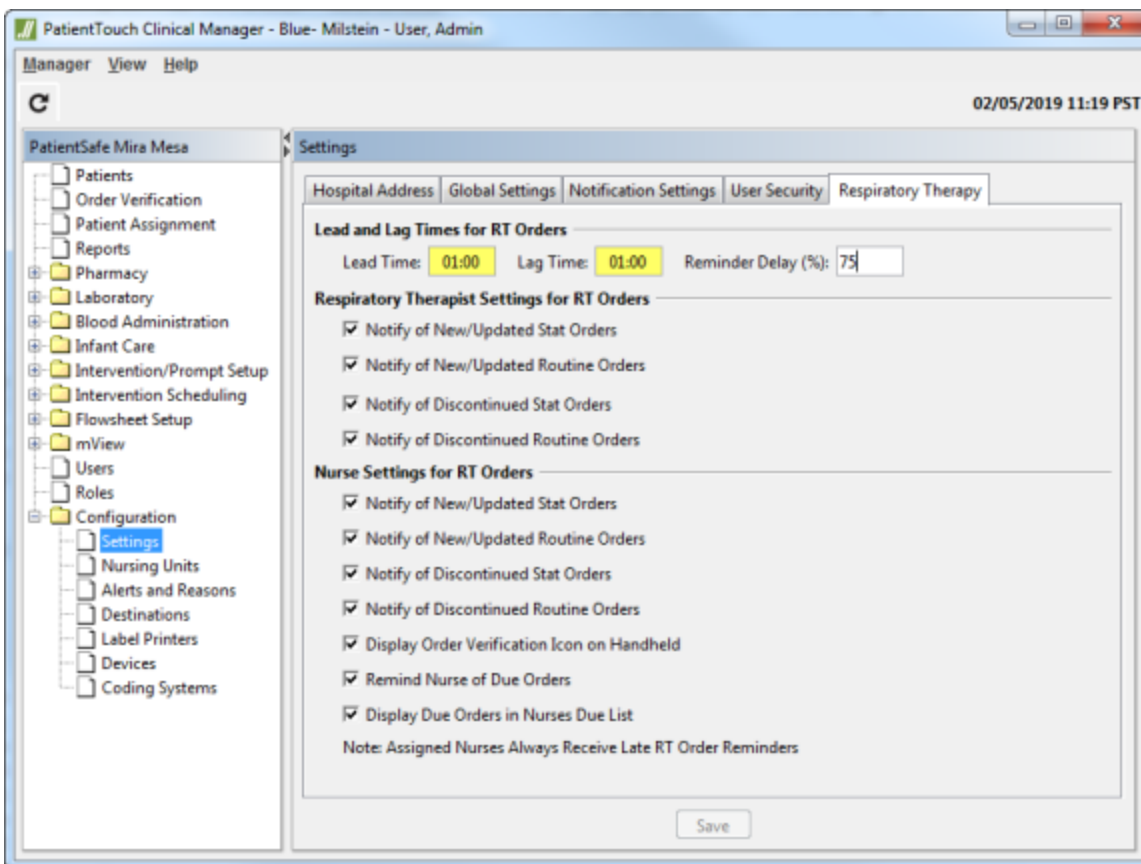 PatientTouch Clinical Manager - Blue- Milstein - User, Admin
Manager View Help
02/05/2019 11:19 PST
PatientSafe Mira Mesa
Patients
Order Verification
Patient Assignment
Reports
Pharmacy
Laboratory
Blood Administration
Infant Care
Intervention/Prompt Setup
Intervention Scheduling
Flowsheet Setup
mView
Users
Roles
Configuration
Settings
Nursing Units
Alerts and Reasons
Destinations
Label Printers
Devices
Coding Systems
Settings
Hospital Address Global Settings Notification Settings User Security Respiratory Therapy
Lead and Lag Times for RT Orders
Lead Time: 01:00 Lag Time: 01:00 Reminder Delay (%): 75
Respiratory Therapist Settings for RT Orders
Notify of New/Updated Stat Orders
Notify of New/Updated Routine Orders
Notify of Discontinued Stat Orders
Notify of Discontinued Routine Orders
Nurse Settings for RT Orders
Notify of New/Updated Stat Orders
Notify of New/Updated Routine Orders
Notify of Discontinued Stat Orders
Notify of Discontinued Routine Orders
Display Order Verification Icon on Handheld
Remind Nurse of Due Orders
Display Due Orders in Nurses Due List
Note: Assigned Nurses Always Receive Late RT Order Reminders
Save